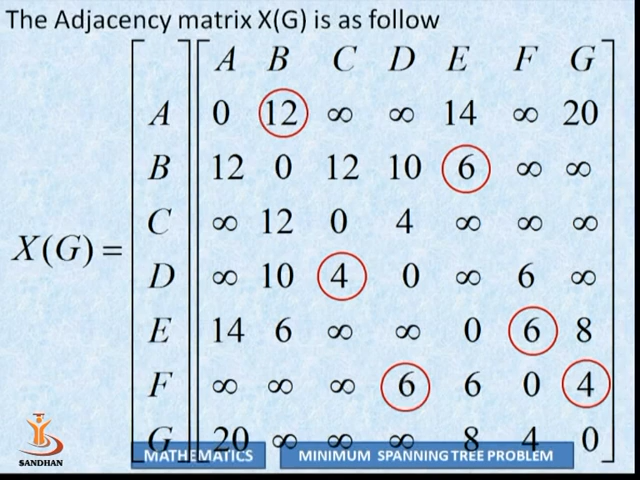 The Adjacency matrix X(G) is as follow
A B C D E F G
A 0 12 ∞ ∞ 14 ∞ 20
B 12 0 12 10 6 ∞ ∞
C ∞ 12 0 4 ∞ ∞ ∞
X(G) =
D ∞ 10 4 0 ∞ 6 ∞
E 14 6 ∞ ∞ 0 6 8
F ∞ ∞ ∞ 6 6 0 4
G 20 ∞ ∞ ∞ 8 4 0
SANDHAN
MATHEMATICS
MINIMUM SPANNING TREE PROBLEM